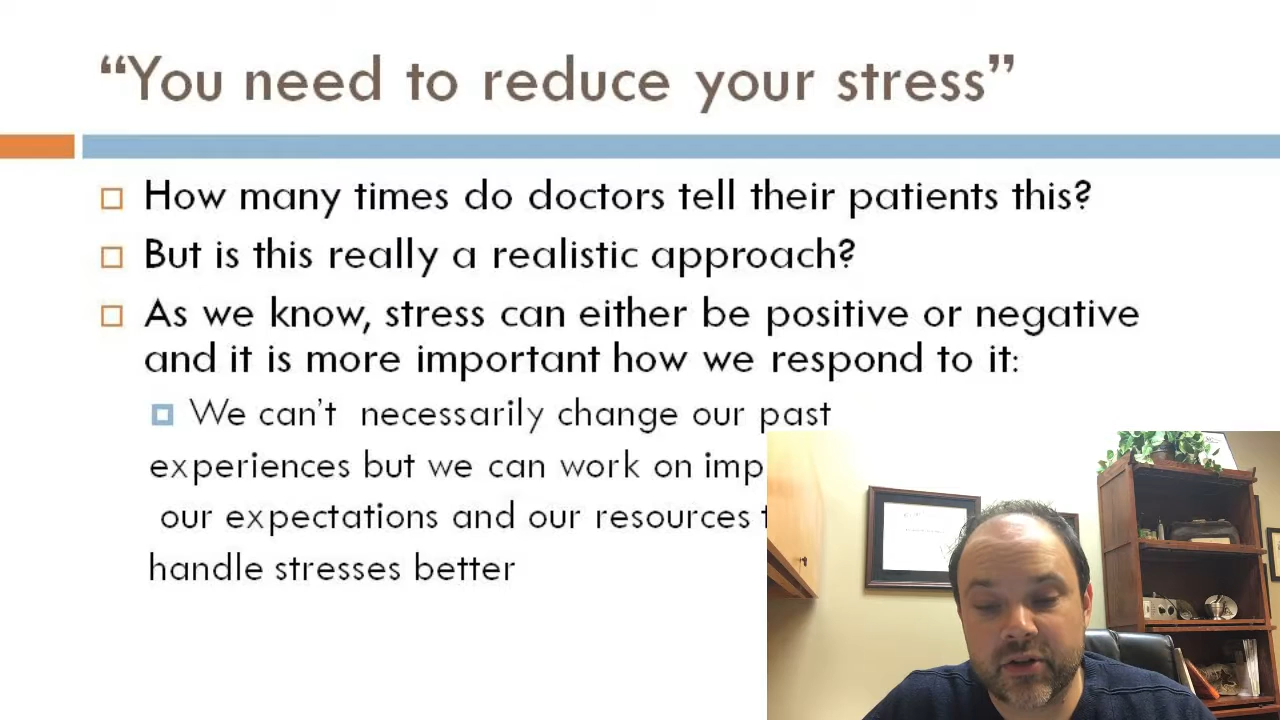 “You need to reduce your stress”
How many times do doctors tell their patients this?
But is this really a realistic approach?
As we know, stress can either be positive or negative
and it is more important how we respond to it:
We can’t necessarily change our past
experiences but we can work on
our expectations and our resources
handle stresses better